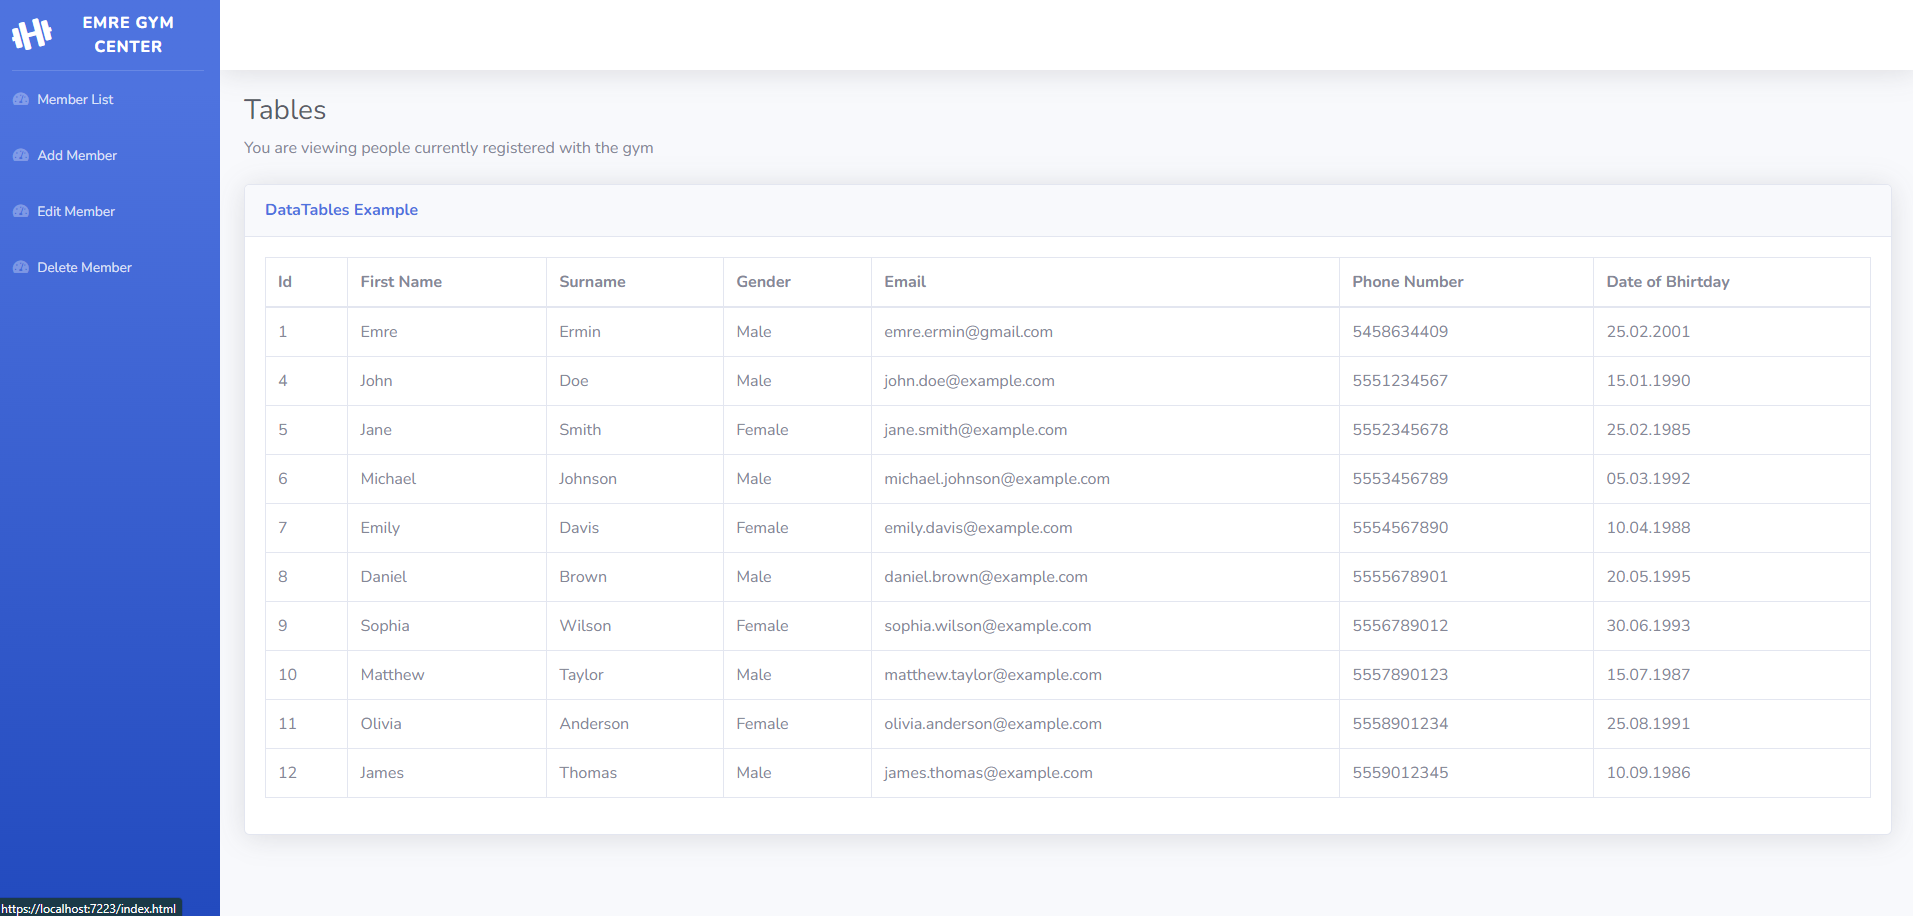 EMRE GYM
CENTER
Member List
Add Member
Edit Member
Delete Member
Tables
You are viewing people currently registered with the gym
DataTables Example
Id First Name Surname Gender Email Phone Number Date of Bhirtday
1 Emre Ermin Male emre.ermin@gmail.com 5458634409 25.02.2001
4 John Doe Male john.doe@example.com 5551234567 15.01.1990
5 Jane Smith Female jane.smith@example.com 5552345678 25.02.1985
6 Michael Johnson Male michael.johnson@example.com 5553456789 05.03.1992
7 Emily Davis Female emily.davis@example.com 5554567890 10.04.1988
8 Daniel Brown Male daniel.brown@example.com 5555678901 20.05.1995
9 Sophia Wilson Female sophia.wilson@example.com 5556789012 30.06.1993
10 Matthew Taylor Male matthew.taylor@example.com 5557890123 15.07.1987
11 Olivia Anderson Female olivia.anderson@example.com 5558901234 25.08.1991
12 James Thomas Male james.thomas@example.com 5559012345 10.09.1986
https://localhost:7223/index.html